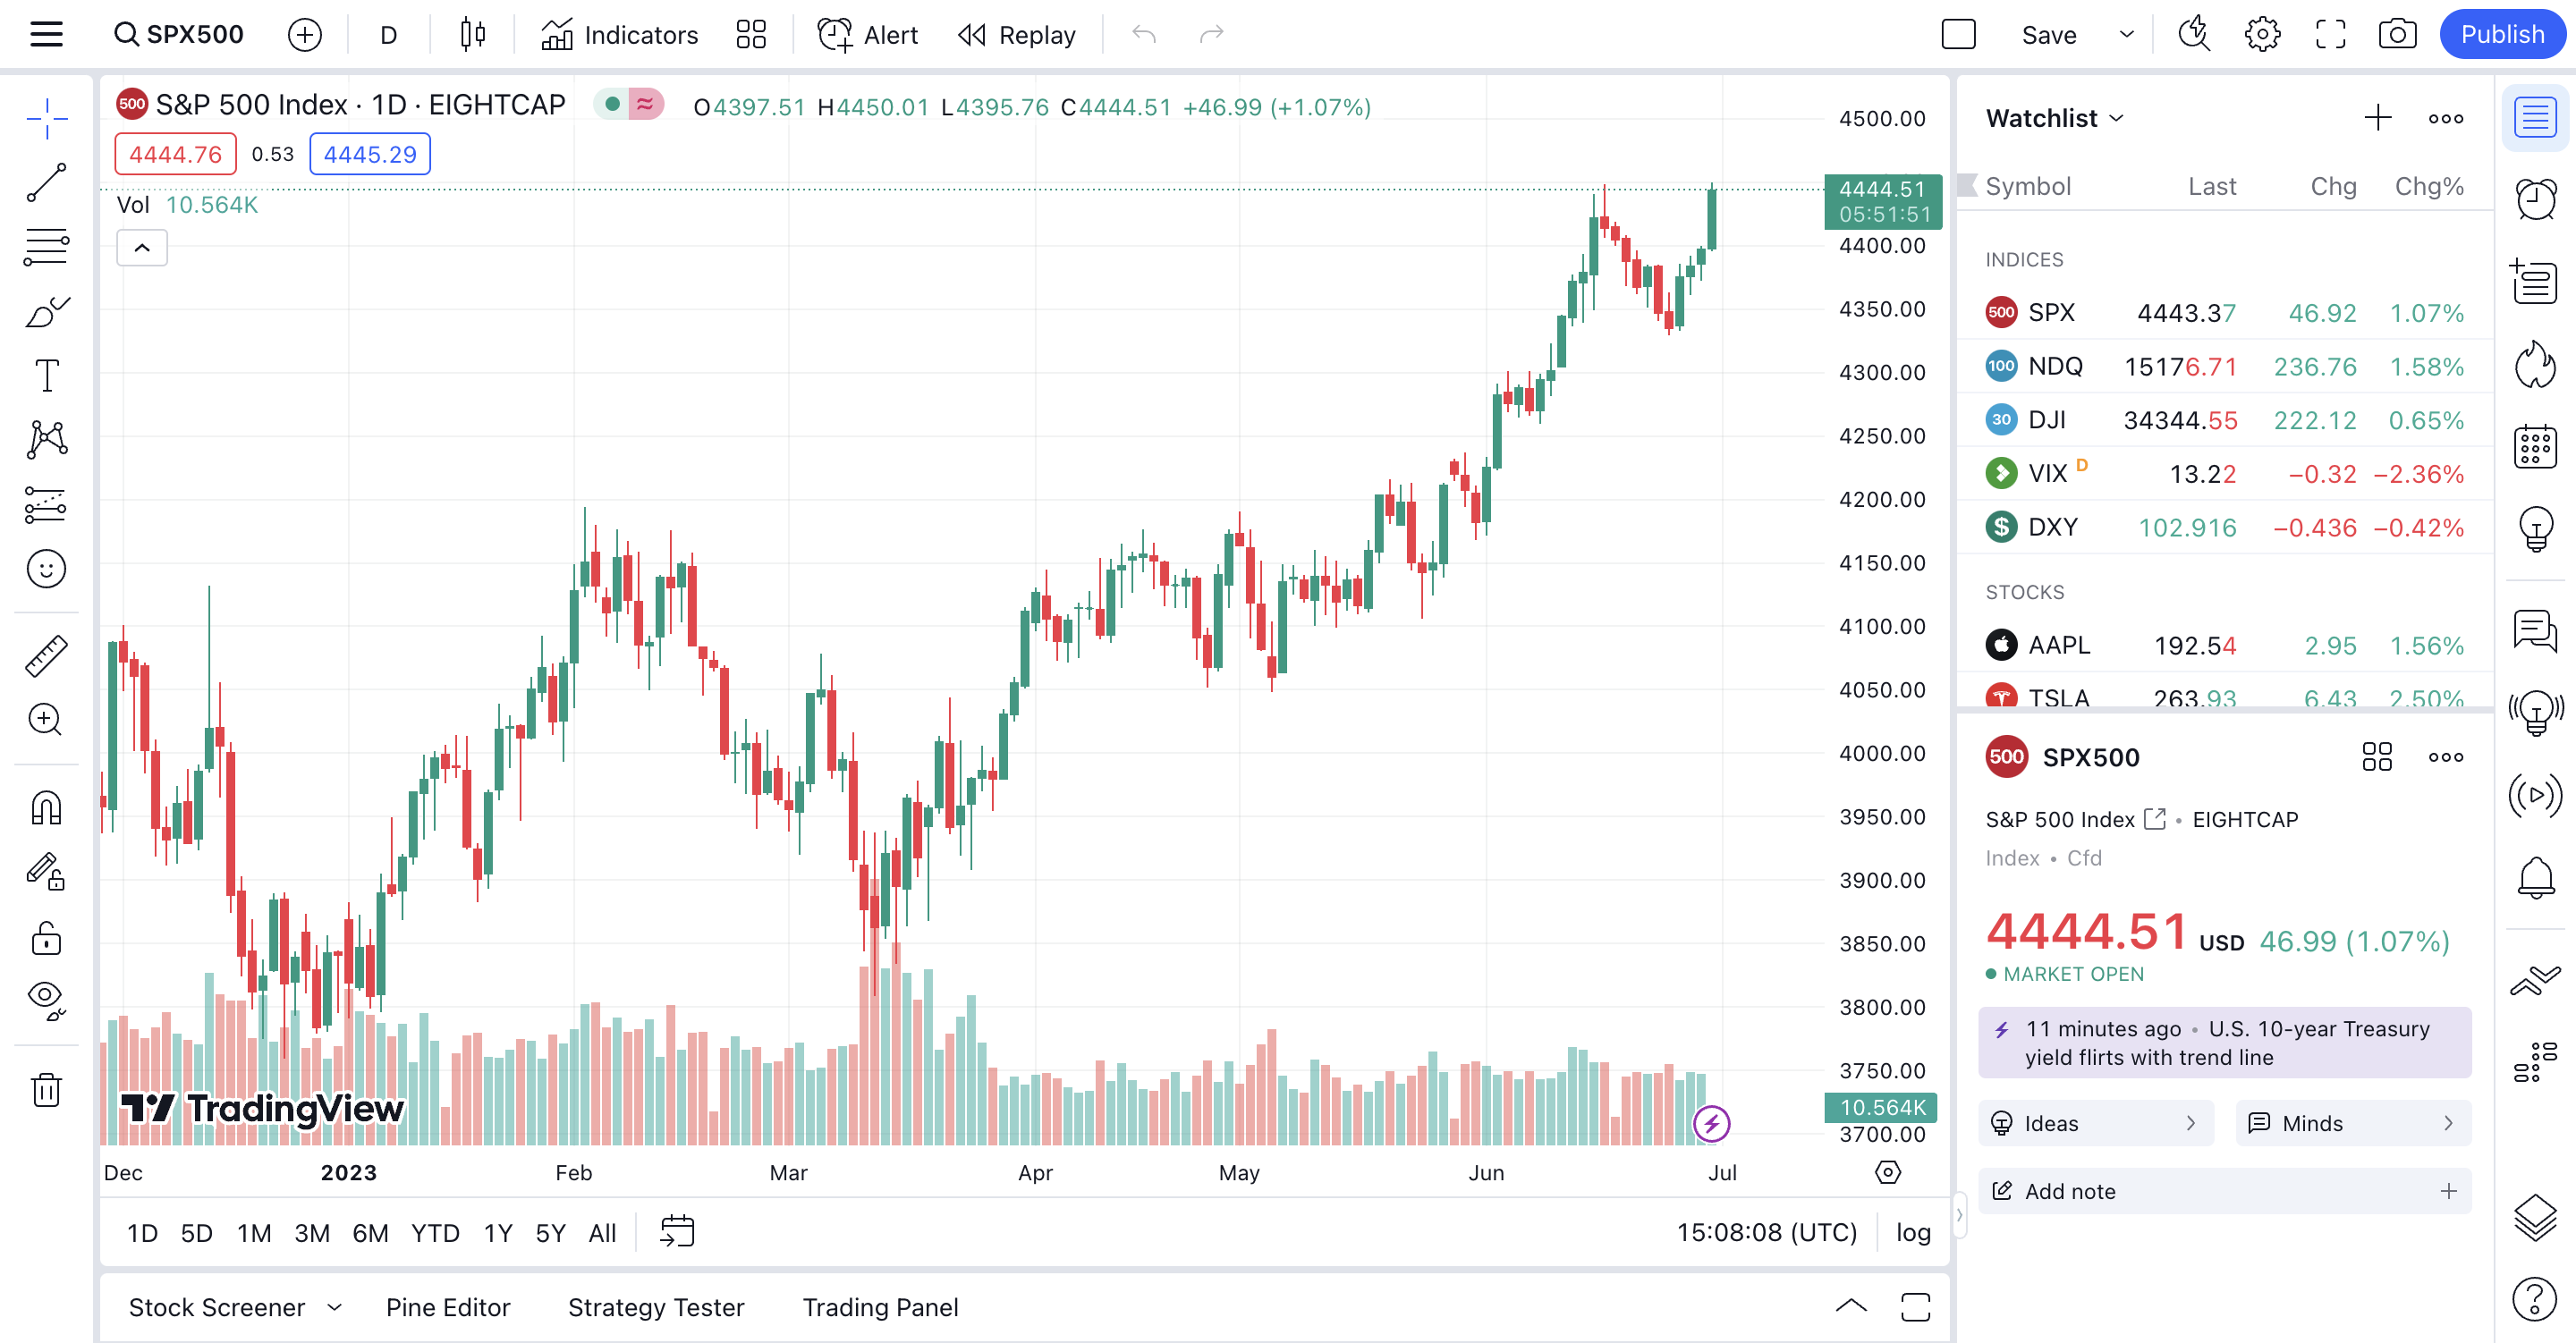 SPX500 D Indicators Alert Replay Save Publish
500 S&P 500 Index · 1D · EIGHTCAP O4397.51 H4450.01 L4395.76 C4444.51 +46.99 (+1.07%)
4444.76 0.53 4445.29
Vol 10.564K
4500.00
4444.51
05:51:51
4400.00
4350.00
4300.00
4250.00
4200.00
4150.00
4100.00
4050.00
4000.00
3950.00
3900.00
3850.00
3800.00
3750.00
10.564K
3700.00
TradingView
Dec 2023 Feb Mar Apr May Jun Jul
1D 5D 1M 3M 6M YTD 1Y 5Y All 15:08:08 (UTC) log
Stock Screener Pine Editor Strategy Tester Trading Panel
Watchlist
Symbol Last Chg Chg%
INDICES
500 SPX 4443.37 46.92 1.07%
100 NDQ 15176.71 236.76 1.58%
30 DJI 34344.55 222.12 0.65%
VIX D 13.22 −0.32 −2.36%
$ DXY 102.916 −0.436 −0.42%
STOCKS
AAPL 192.54 2.95 1.56%
TSLA 263.93 6.43 2.50%
500 SPX500
S&P 500 Index • EIGHTCAP
Index • Cfd
4444.51 USD 46.99 (1.07%)
MARKET OPEN
11 minutes ago • U.S. 10-year Treasury
yield flirts with trend line
Ideas Minds
Add note